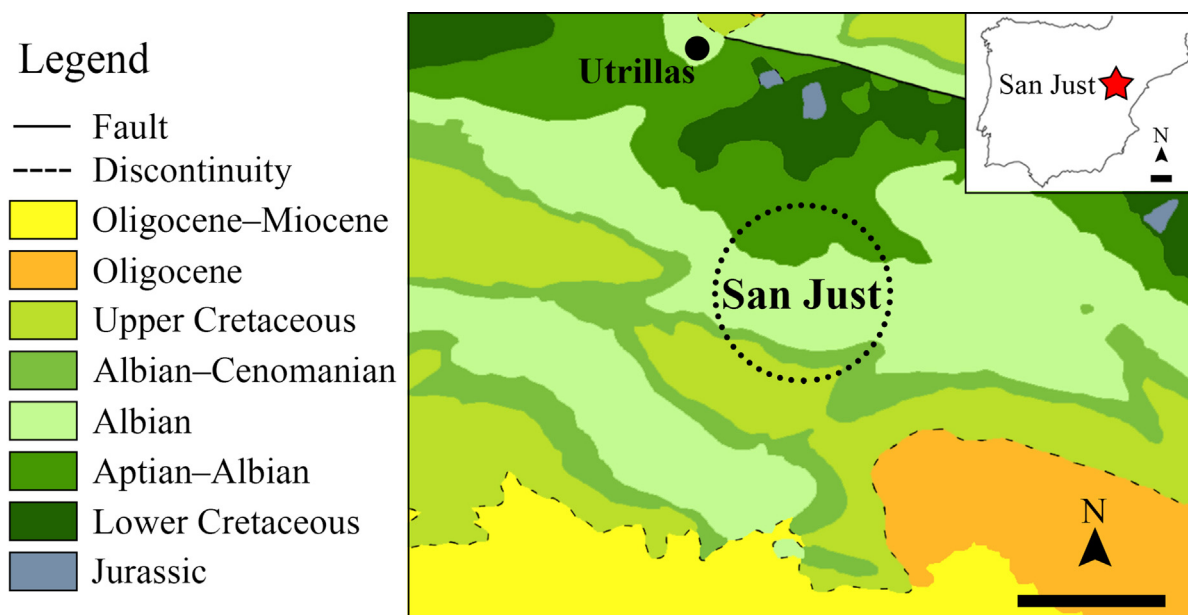 Legend
Fault
Discontinuity
Oligocene–Miocene
Oligocene
Upper Cretaceous
Albian–Cenomanian
Albian
Aptian–Albian
Lower Cretaceous
Jurassic
Utrillas
San Just
San Just
N
N